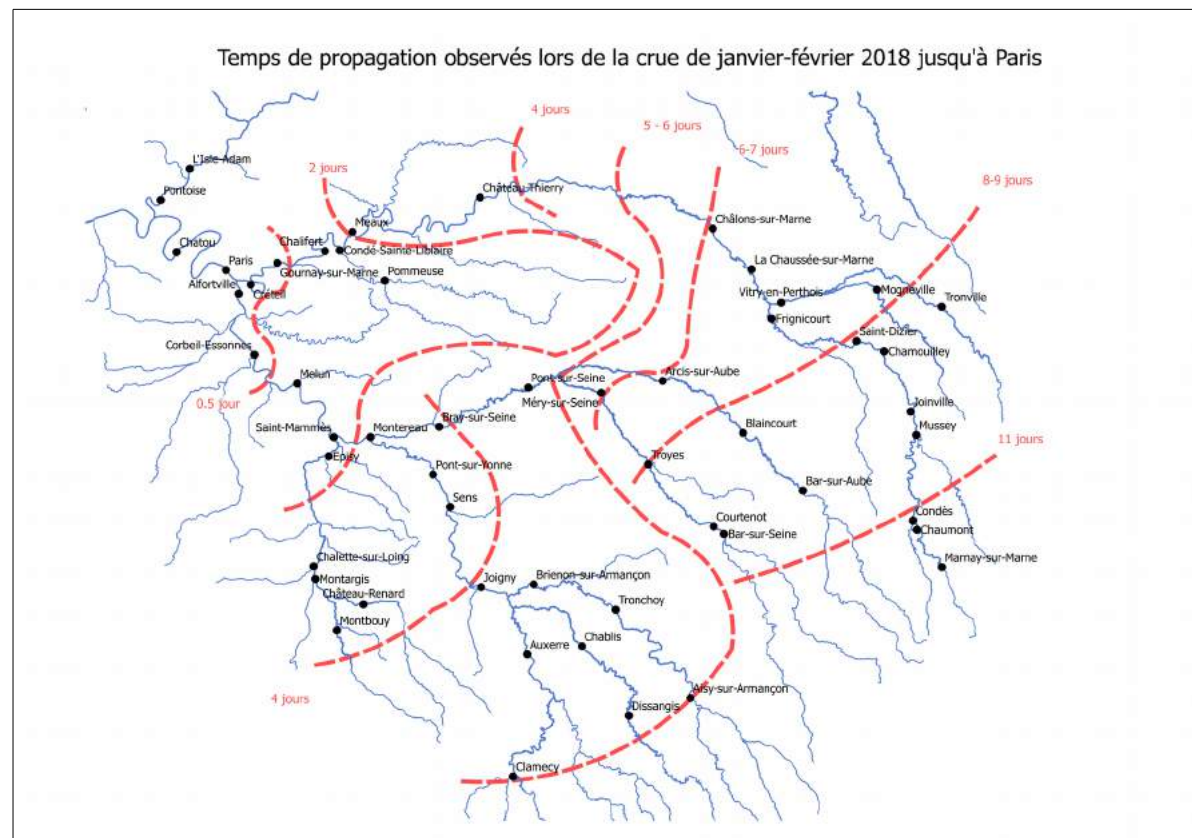 Temps de propagation observés lors de la crue de janvier-février 2018 jusqu'à Paris
4 jours
5 - 6 jours
6-7 jours
8-9 jours
2 jours
L'Isle-Adam
Pontoise
Château-Thierry
Châlons-sur-Marne
Meaux
Chatou
Chalifert
Condé-Sainte-Libiaire
Paris
Gournay-sur-Marne
Pommeuse
La Chaussée-sur-Marne
Alfortville
Créteil
Vitry-en-Perthois
Mognéville
Tronville
Frignicourt
Saint-Dizier
Chamouilley
Corbeil-Essonnes
Melun
0.5 jour
Pont-sur-Seine
Arcis-sur-Aube
Méry-sur-Seine
Joinville
Bray-sur-Seine
Saint-Mammès
Montereau
Blaincourt
Mussey
11 jours
Episy
Troyes
Pont-sur-Yonne
Bar-sur-Aube
Sens
Courtenot
Bar-sur-Seine
Condès
Chaumont
Marnay-sur-Marne
Chalette-sur-Loing
Montargis
Château-Renard
Joigny
Brienon-sur-Armançon
Tronchoy
Montbouy
Auxerre
Chablis
4 jours
Aisy-sur-Armançon
Dissangis
Clamecy